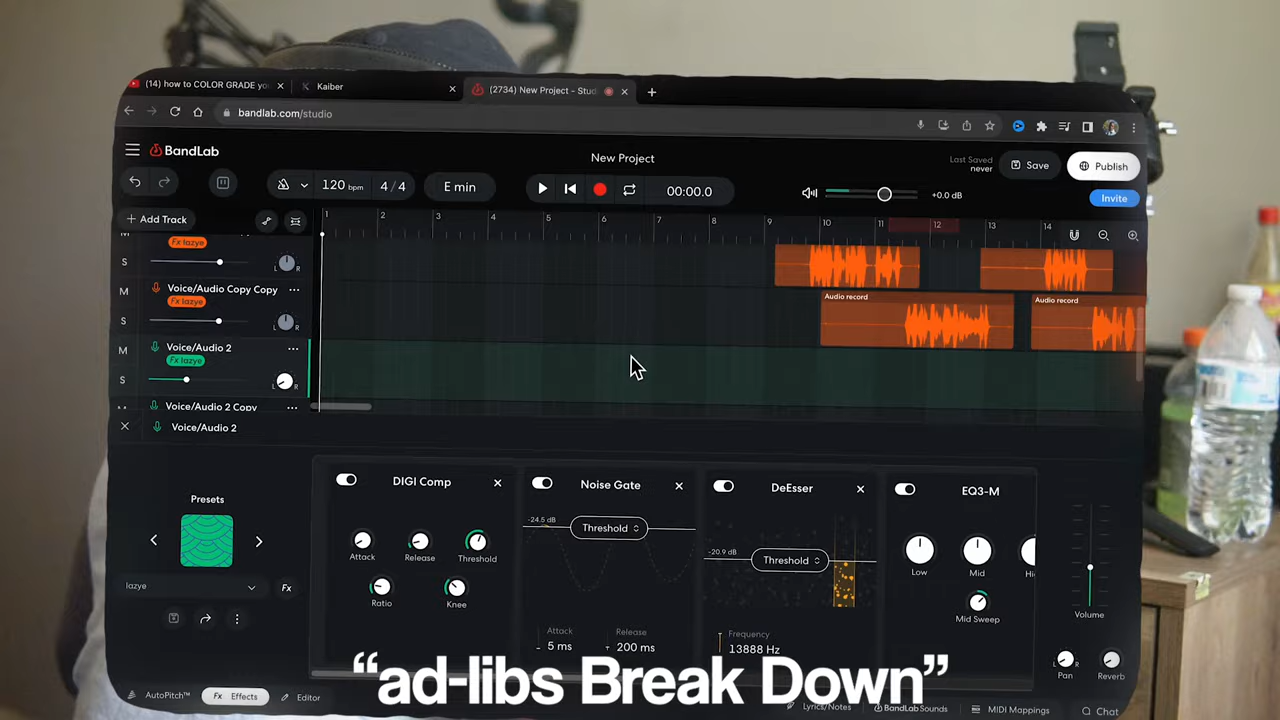 (14) how to COLOR GRADE yo
Kaiber
(2734) New Project - Stud
bandlab.com/studio
BandLab
New Project
Last Saved
never
Save
Publish
120 bpm
4/4
E min
00:00.0
+0.0 dB
Invite
+ Add Track
1 2 3 4 5 6 7 8 9 10 11 12 13 14
M
Fx lazye
S
L R
M
Voice/Audio Copy Copy
Fx lazye
S
L R
Audio record
Audio record
M
Voice/Audio 2
Fx lazye
S
L R
Voice/Audio 2 Copy
Voice/Audio 2
Presets
lazye
Fx
DIGI Comp
Attack
Release
Threshold
Ratio
Knee
Noise Gate
-24.5 dB
Threshold
Attack
5 ms
Release
200 ms
DeEsser
-20.9 dB
Threshold
Frequency
13888 Hz
EQ3-M
Low
Mid
Mid Sweep
Volume
Pan
Reverb
“ad-libs Break Down”
AutoPitch™
Fx Effects
Editor
Lyrics/Notes
BandLab Sounds
MIDI Mappings
Chat